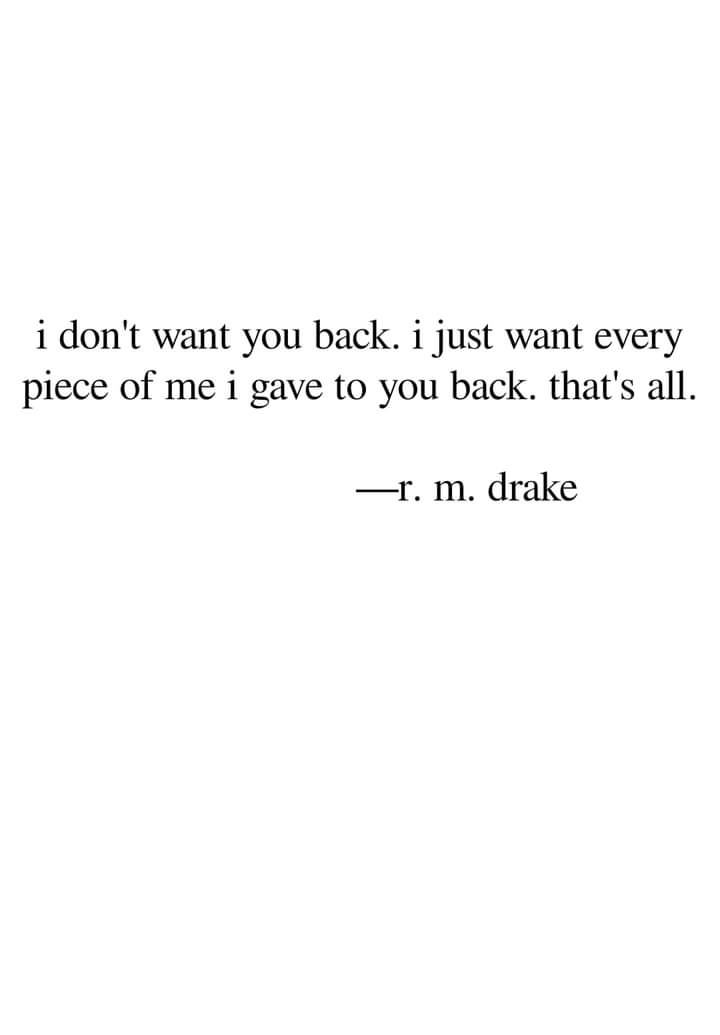 i don't want you back. i just want every
piece of me i gave to you back. that's all.
—r. m. drake